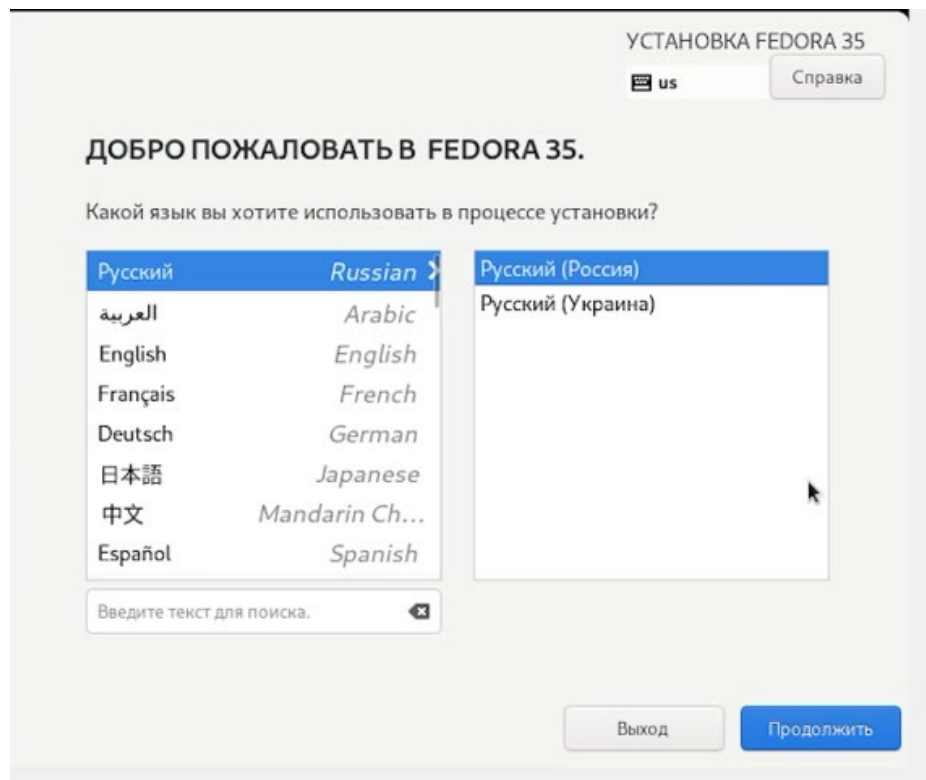 УСТАНОВКА FEDORA 35
us
Справка
ДОБРО ПОЖАЛОВАТЬ В FEDORA 35.
Какой язык вы хотите использовать в процессе установки?
Русский Russian
العربية Arabic
English English
Français French
Deutsch German
日本語 Japanese
中文 Mandarin Ch...
Español Spanish
Введите текст для поиска.
Русский (Россия)
Русский (Украина)
Выход
Продолжить